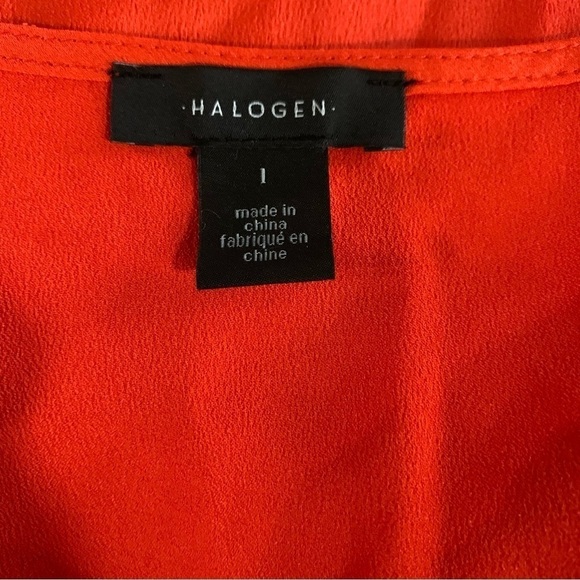 ·HALOGEN·
1
made in
china
fabriqué en
chine